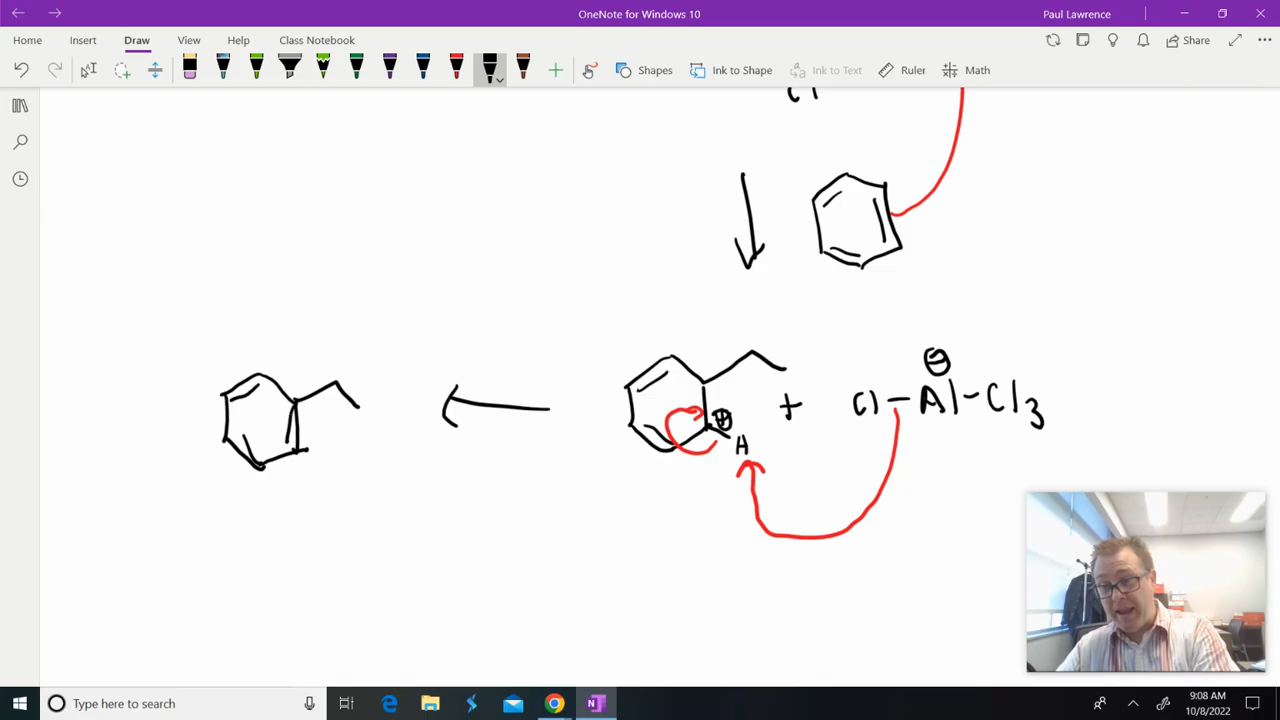 OneNote for Windows 10
Paul Lawrence
Home Insert Draw View Help Class Notebook
Share
Shapes Ink to Shape Ink to Text Ruler Math
Cl
⊖
Cl - Al - Cl3
+
⊕
H
Type here to search
9:08 AM
10/8/2022